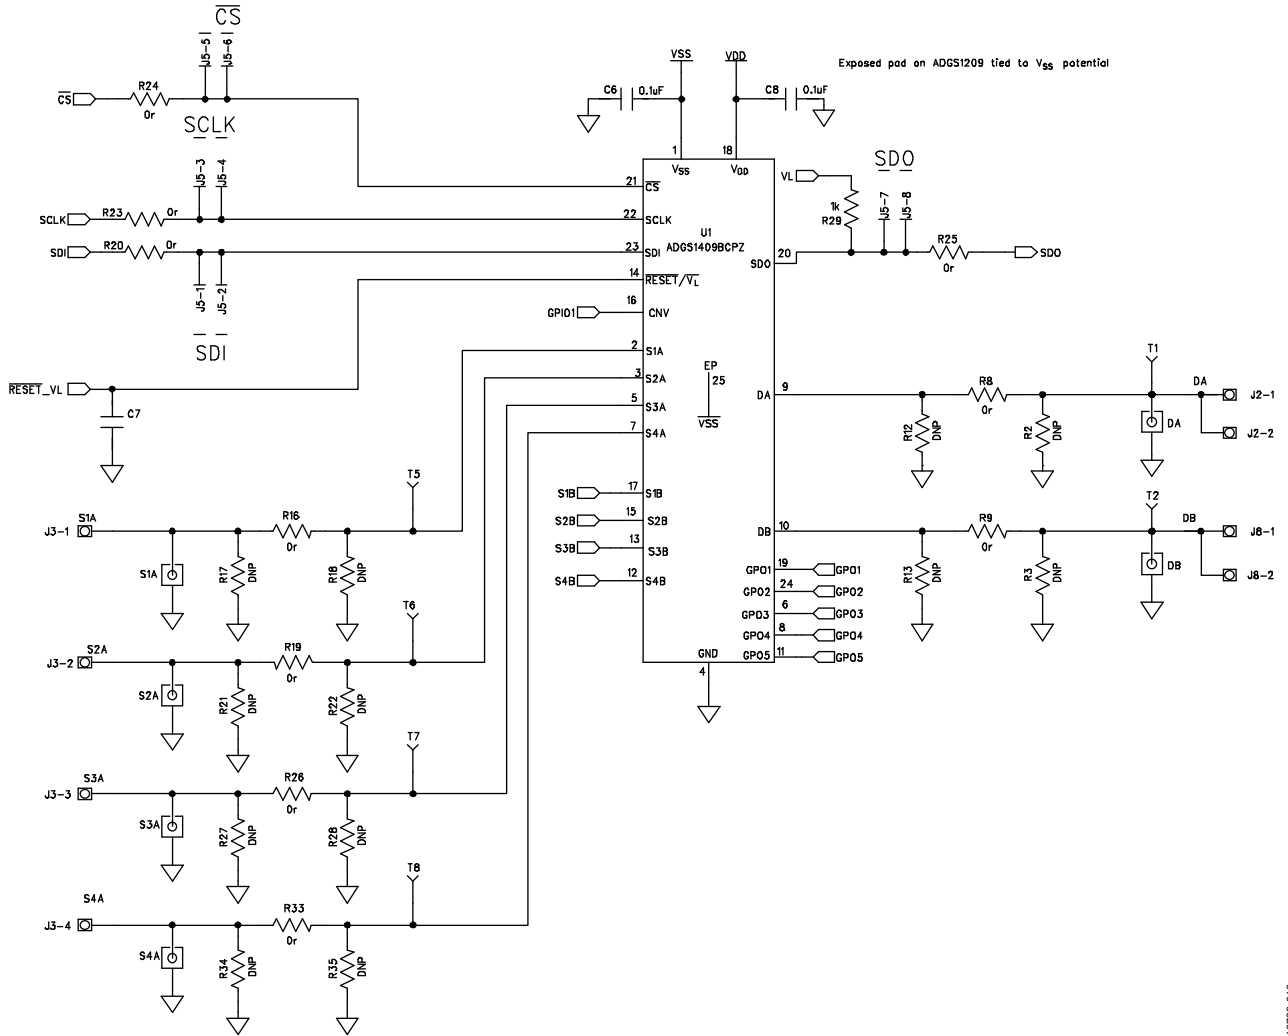 CS
J5-5
J5-6
VSS
VDD
Exposed pad on ADGS1209 tied to VSS potential
R24
CS
0r
C6
0.1uF
C8
0.1uF
SCLK
J5-3
J5-4
1
18
VSS
VDD
SDO
VL
1k
R29
J5-7
J5-8
21
CS
SCLK
R23
0r
22
SCLK
U1
ADGS1409BCPZ
R25
SDI
R20
0r
23
SDI
20
SDO
0r
SDO
J5-1
J5-2
14
RESET/VL
16
CNV
GPIO1
SDI
2
S1A
T1
RESET_VL
C7
3
S2A
EP
25
VSS
9
DA
R8
0r
DA
J2-1
5
S3A
R12
DNP
R2
DNP
DA
J2-2
7
S4A
T5
S1B
17
S1B
T2
S2B
15
S2B
J3-1
S1A
R16
0r
10
DB
R9
0r
DB
J8-1
S3B
13
S3B
S1A
R17
DNP
R18
DNP
R13
DNP
R3
DNP
DB
J8-2
S4B
12
S4B
GPO1
19
GPO1
GPO2
24
GPO2
T6
GPO3
6
GPO3
GPO4
8
GPO4
J3-2
S2A
R19
0r
GND
4
GPO5
11
GPO5
S2A
R21
DNP
R22
DNP
T7
J3-3
S3A
R26
0r
S3A
R27
DNP
R28
DNP
T8
J3-4
S4A
R33
0r
S4A
R34
DNP
R35
DNP